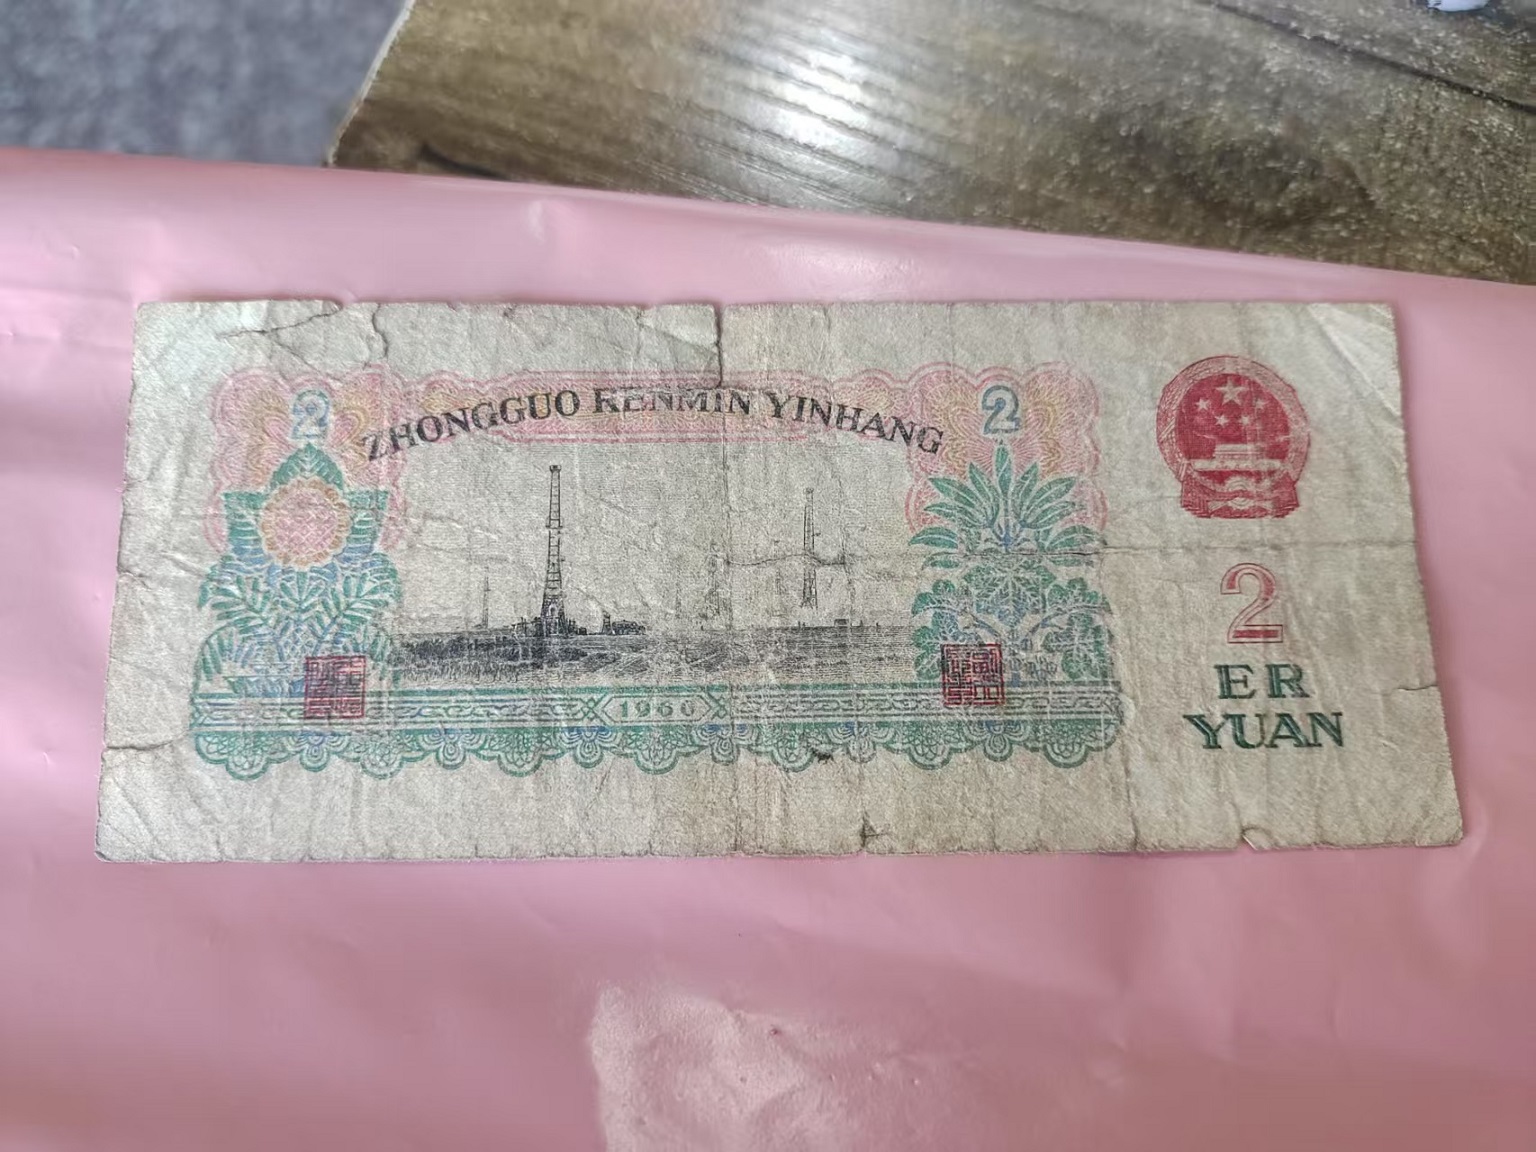 ZHONGGUO RENMIN YINHANG
2
2
2
ER
YUAN
1960